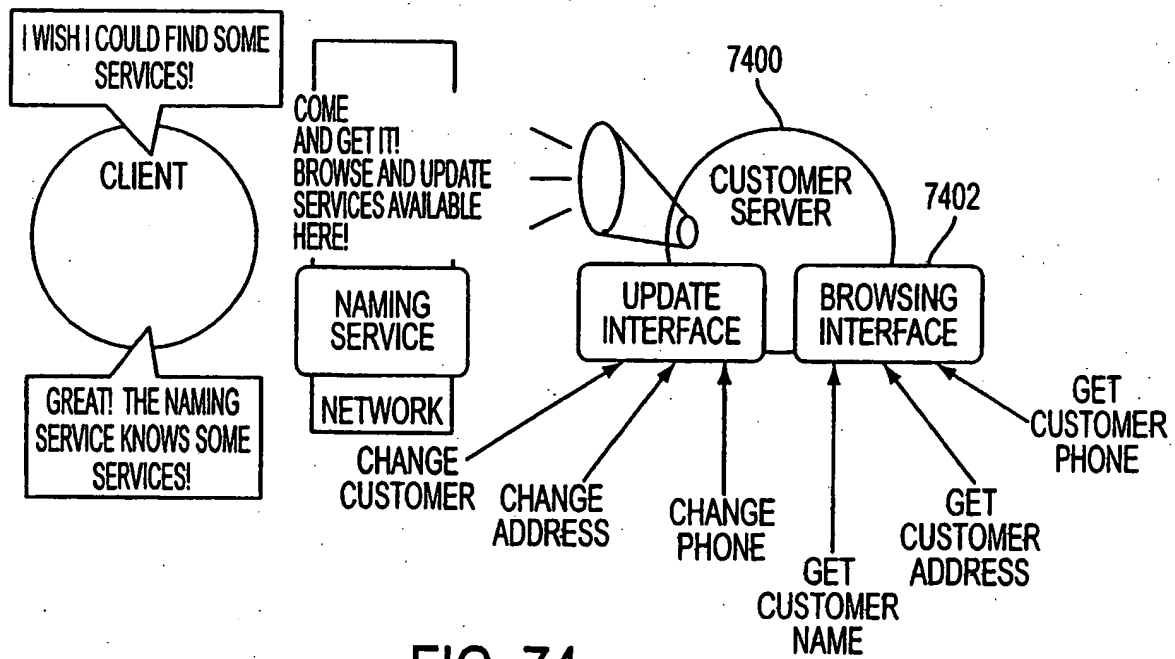 I WISH I COULD FIND SOME
SERVICES!
CLIENT
GREAT! THE NAMING
SERVICE KNOWS SOME
SERVICES!
COME
AND GET IT!
BROWSE AND UPDATE
SERVICES AVAILABLE
HERE!
NAMING
SERVICE
NETWORK
7400
CUSTOMER
SERVER
7402
UPDATE
INTERFACE
BROWSING
INTERFACE
CHANGE
CUSTOMER
CHANGE
ADDRESS
CHANGE
PHONE
GET
CUSTOMER
NAME
GET
CUSTOMER
ADDRESS
GET
CUSTOMER
PHONE
FIG. 74